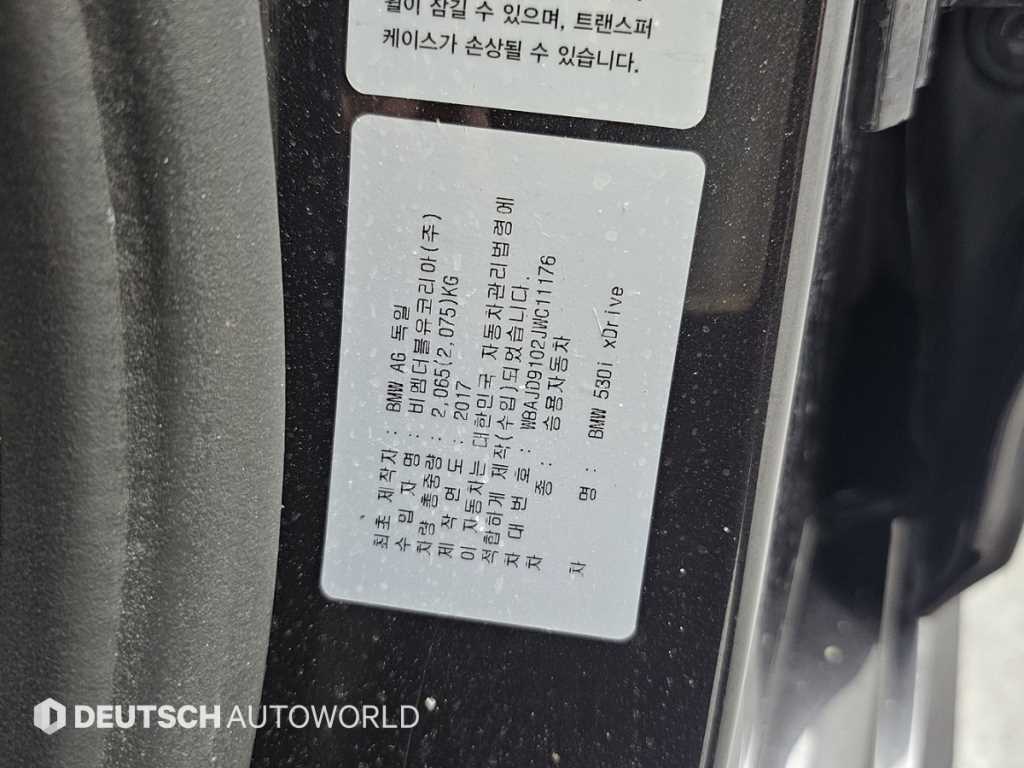 휠이 잠길 수 있으며, 트랜스퍼
케이스가 손상될 수 있습니다.
최초 제작자 : BMW AG 독일
수 입 자 명 : 비엠더블유코리아(주)
차량 총중량 : 2,065(2,075)KG
제 작 연 도 : 2017
이 자동차는 대한민국 자동차관리법령에
적합하게 제작(수입)되었습니다.
차 대 번 호 : WBAJD9102JWC11176
차 종 : 승용자동차
차 명 : BMW 530i xDrive
DEUTSCH AUTOWORLD